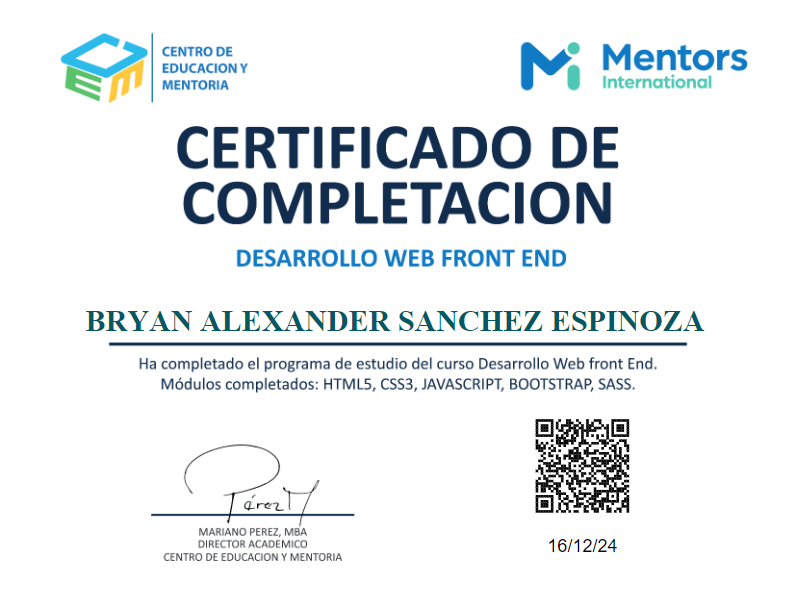 CENTRO DE
EDUCACION Y
MENTORIA
CEM
Mentors
International
CERTIFICADO DE
COMPLETACION
DESARROLLO WEB FRONT END
BRYAN ALEXANDER SANCHEZ ESPINOZA
Ha completado el programa de estudio del curso Desarrollo Web front End.
Módulos completados: HTML5, CSS3, JAVASCRIPT, BOOTSTRAP, SASS.
Pérez M
MARIANO PEREZ, MBA
DIRECTOR ACADEMICO
CENTRO DE EDUCACION Y MENTORIA
16/12/24